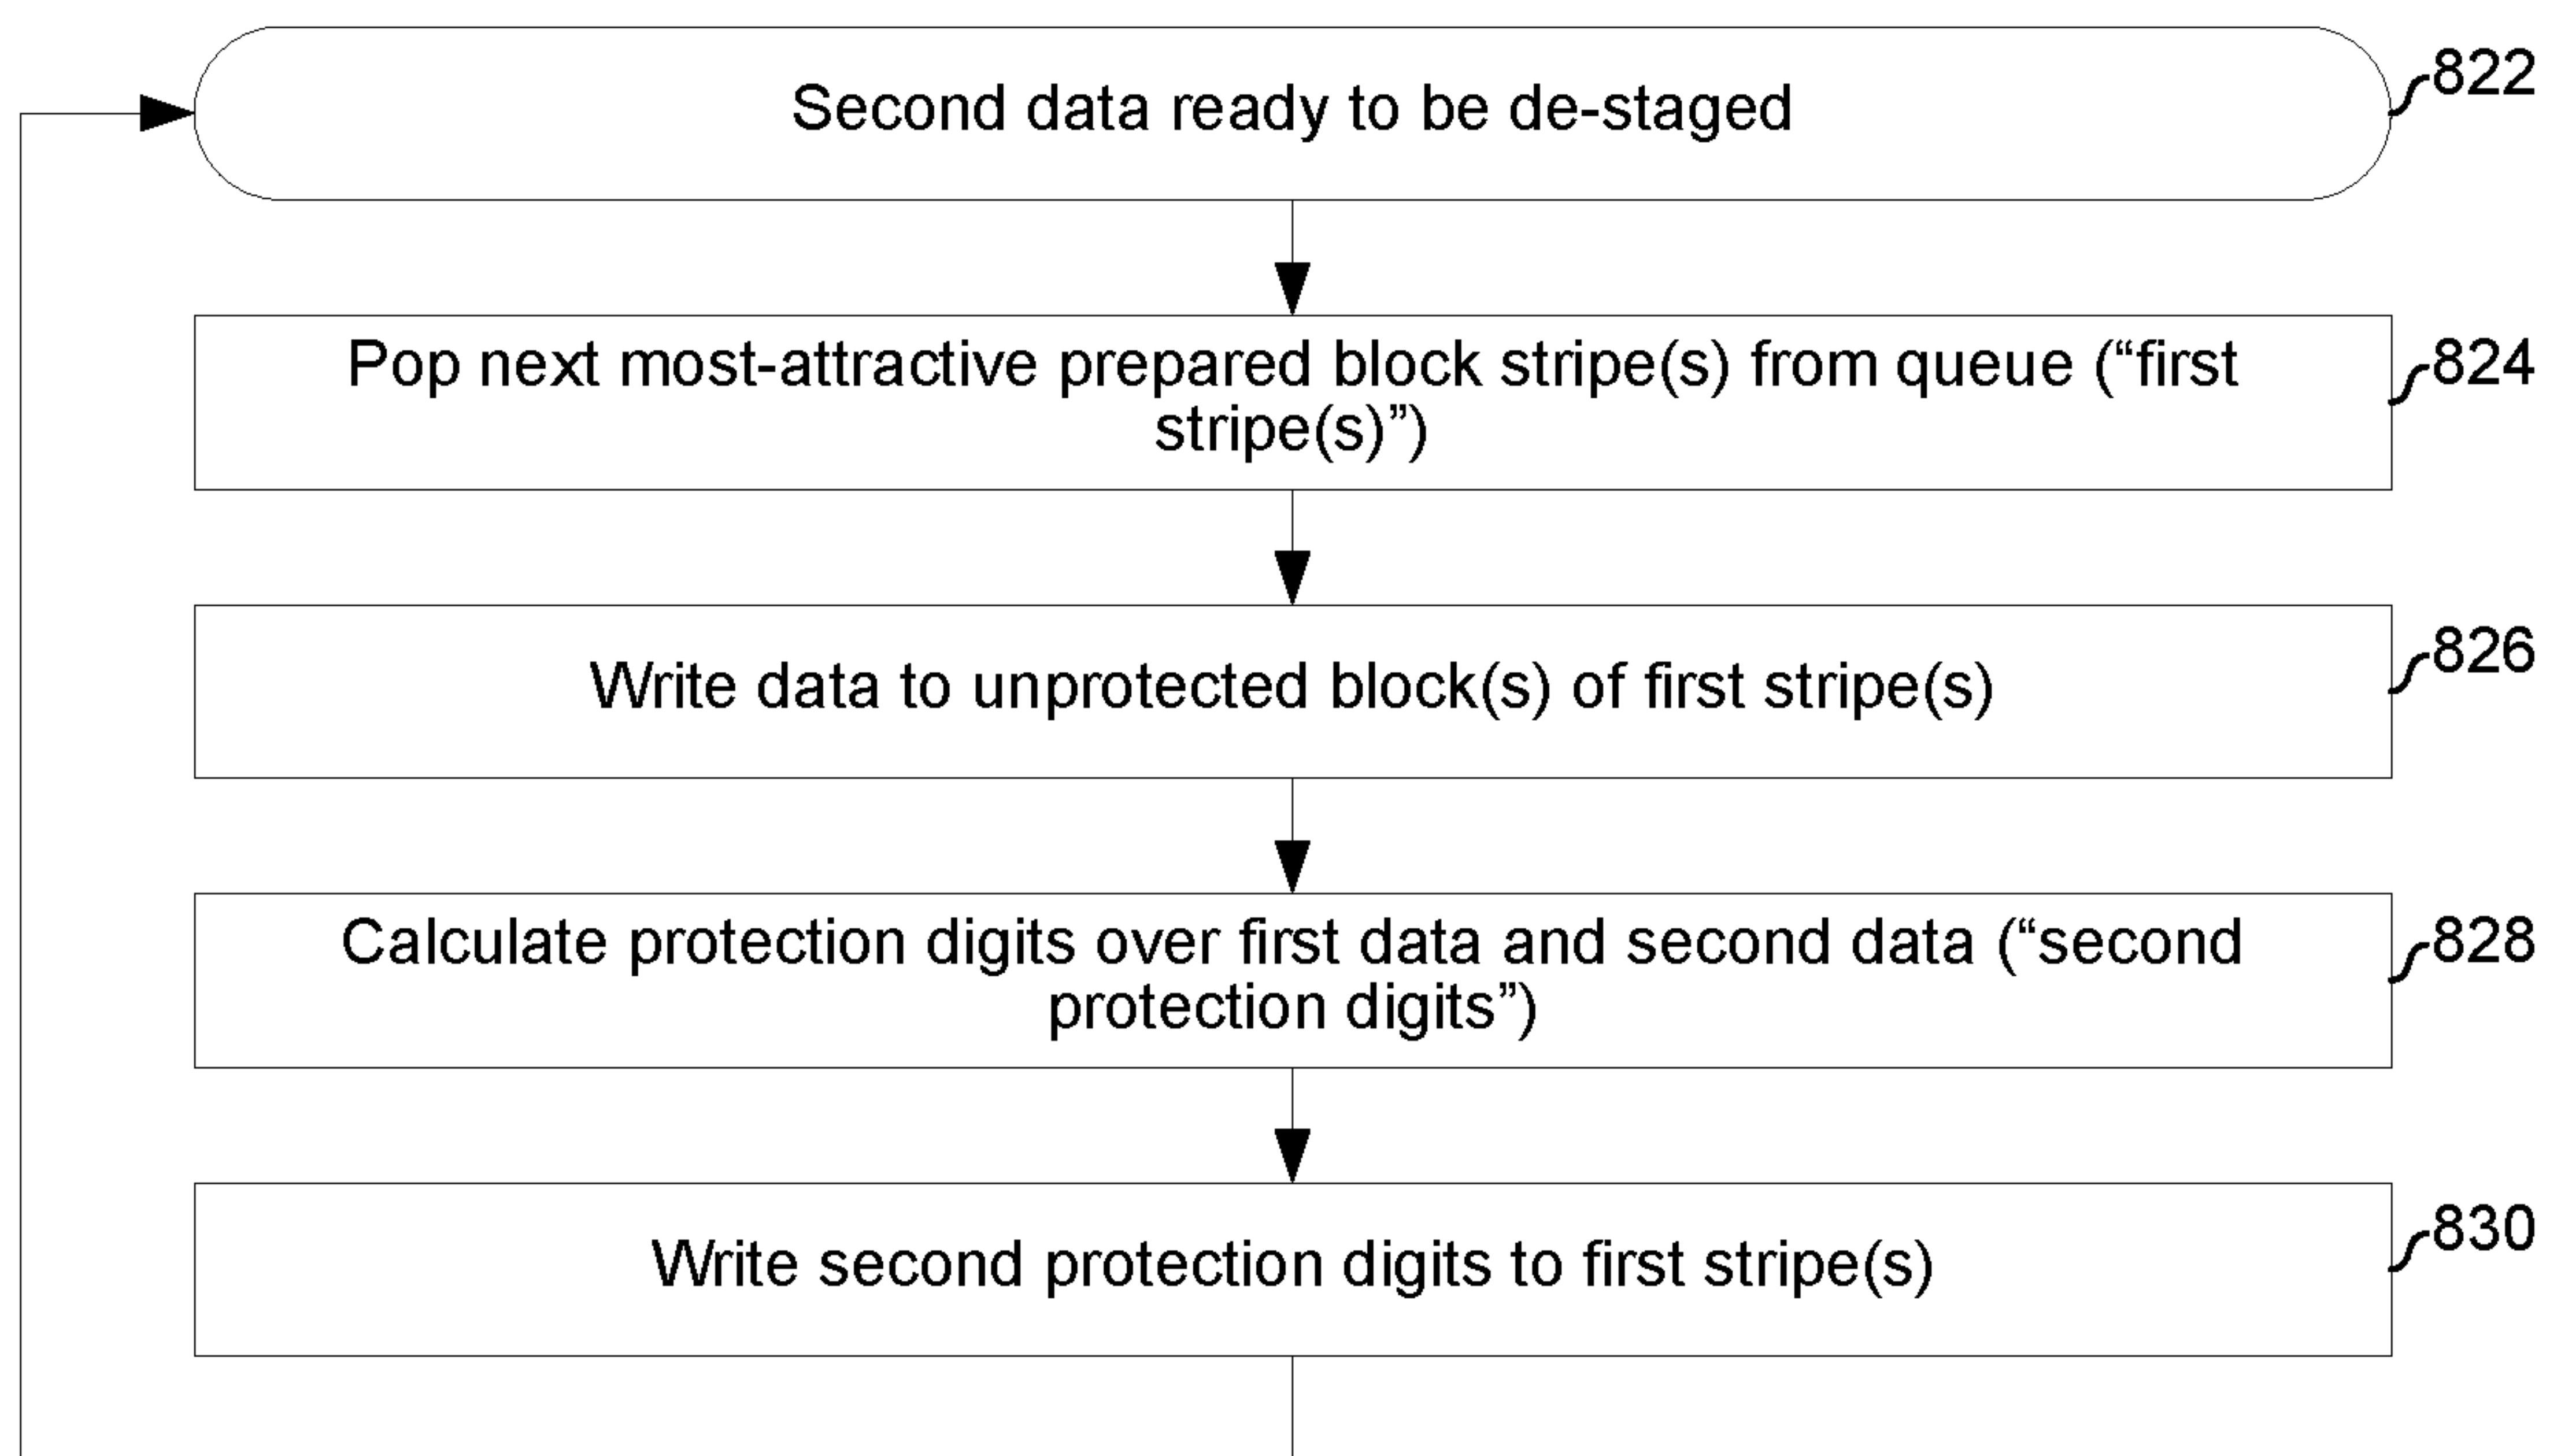 Second data ready to be de-staged
822
Pop next most-attractive prepared block stripe(s) from queue (“first
stripe(s)”)
824
Write data to unprotected block(s) of first stripe(s)
826
Calculate protection digits over first data and second data (“second
protection digits”)
828
Write second protection digits to first stripe(s)
830